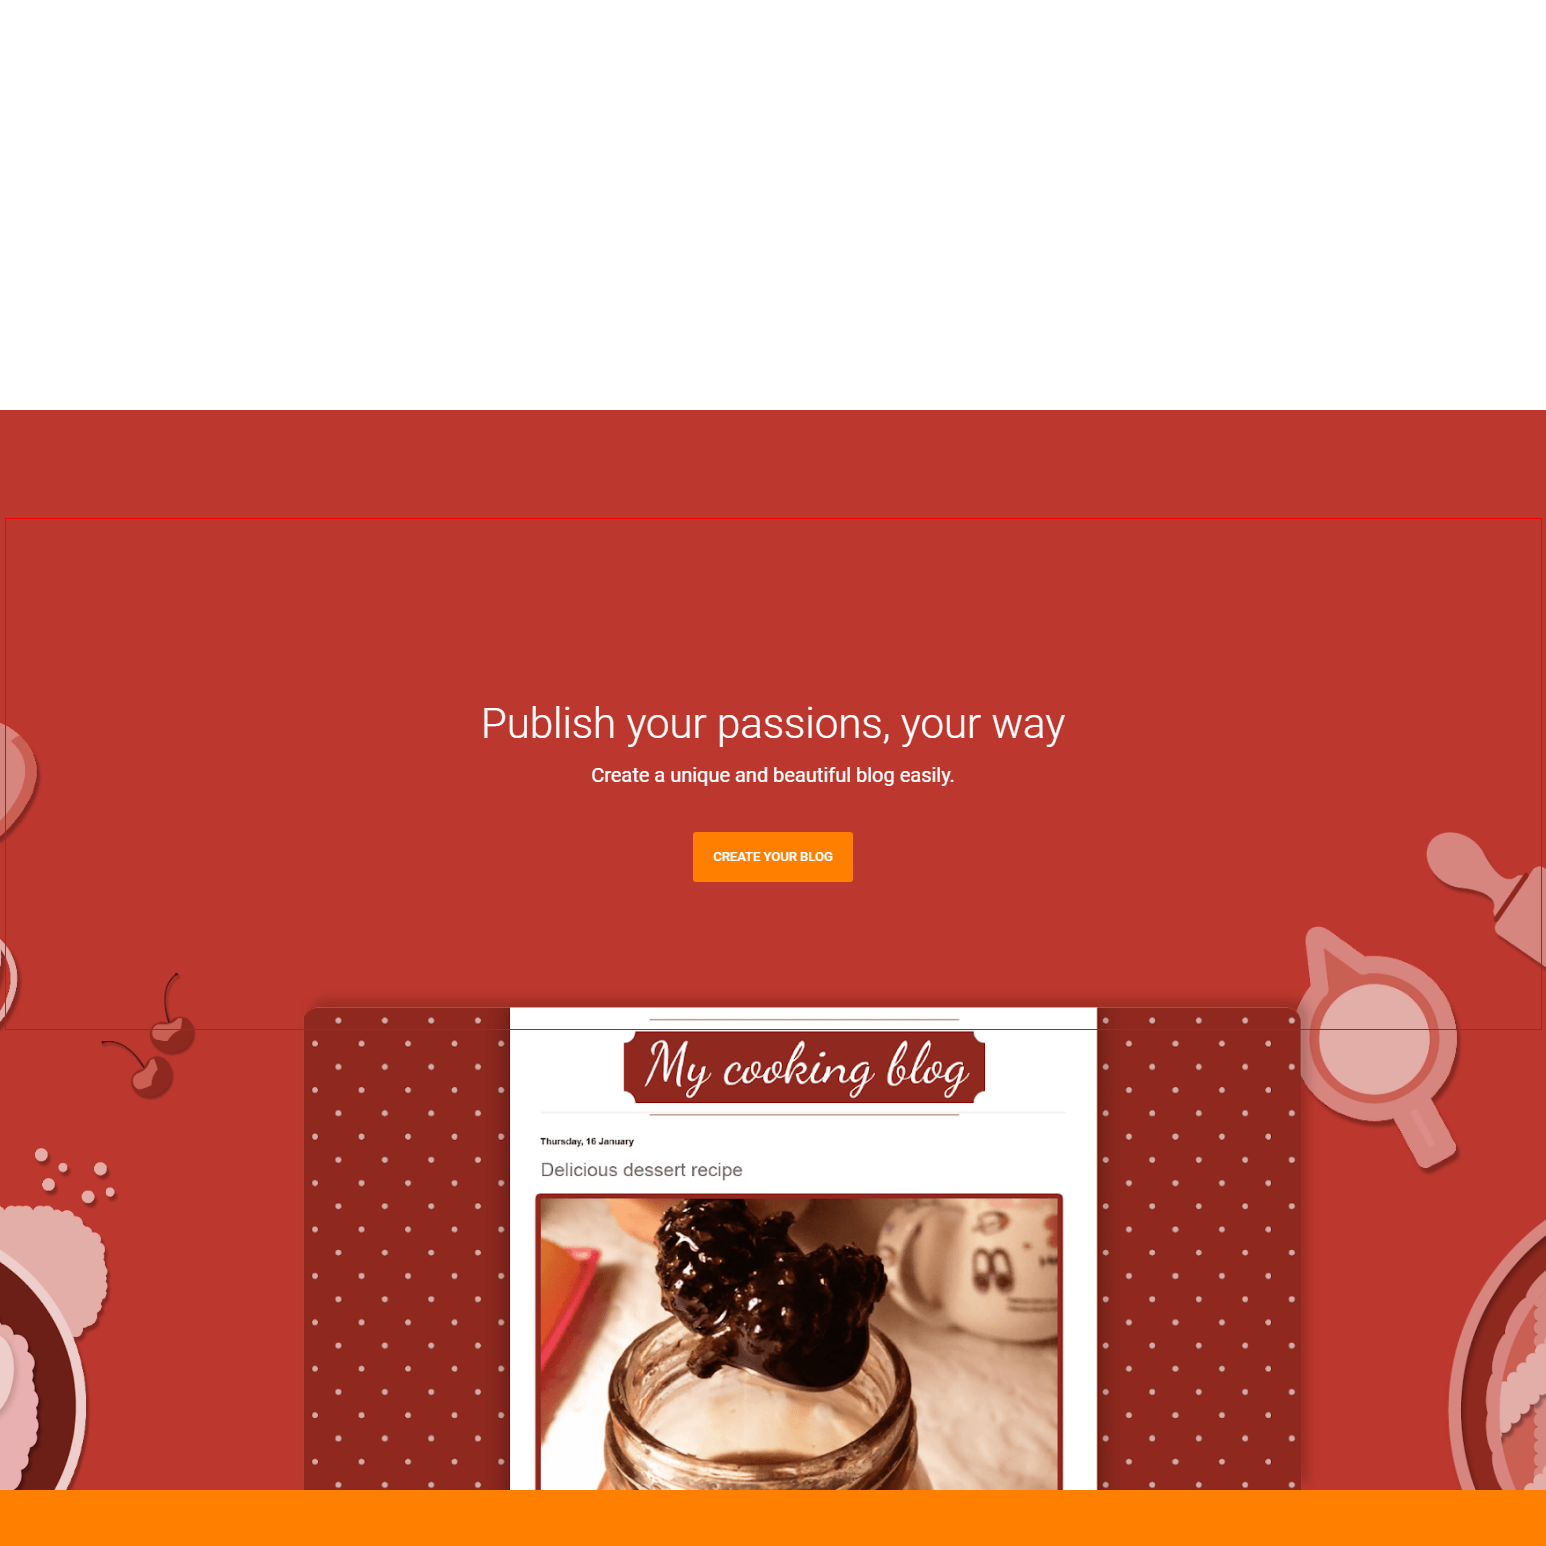 Publish your passions, your way
Create a unique and beautiful blog easily.
CREATE YOUR BLOG
My cooking blog
Thursday, 16 January
Delicious dessert recipe